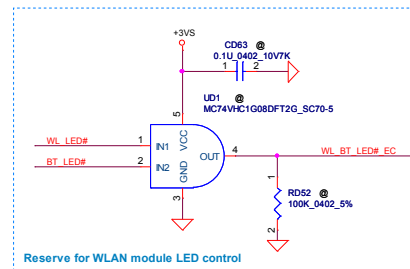 +3VS
CD63 @
0.1U_0402_10V7K
1 2
UD1 @
MC74VHC1G08DFT2G_SC70-5
5
VCC
WL_LED# 1 IN1
OUT 4 WL_BT_LED#_EC
BT_LED# 2 IN2
GND
3
1
RD52 @
100K_0402_5%
2
Reserve for WLAN module LED control